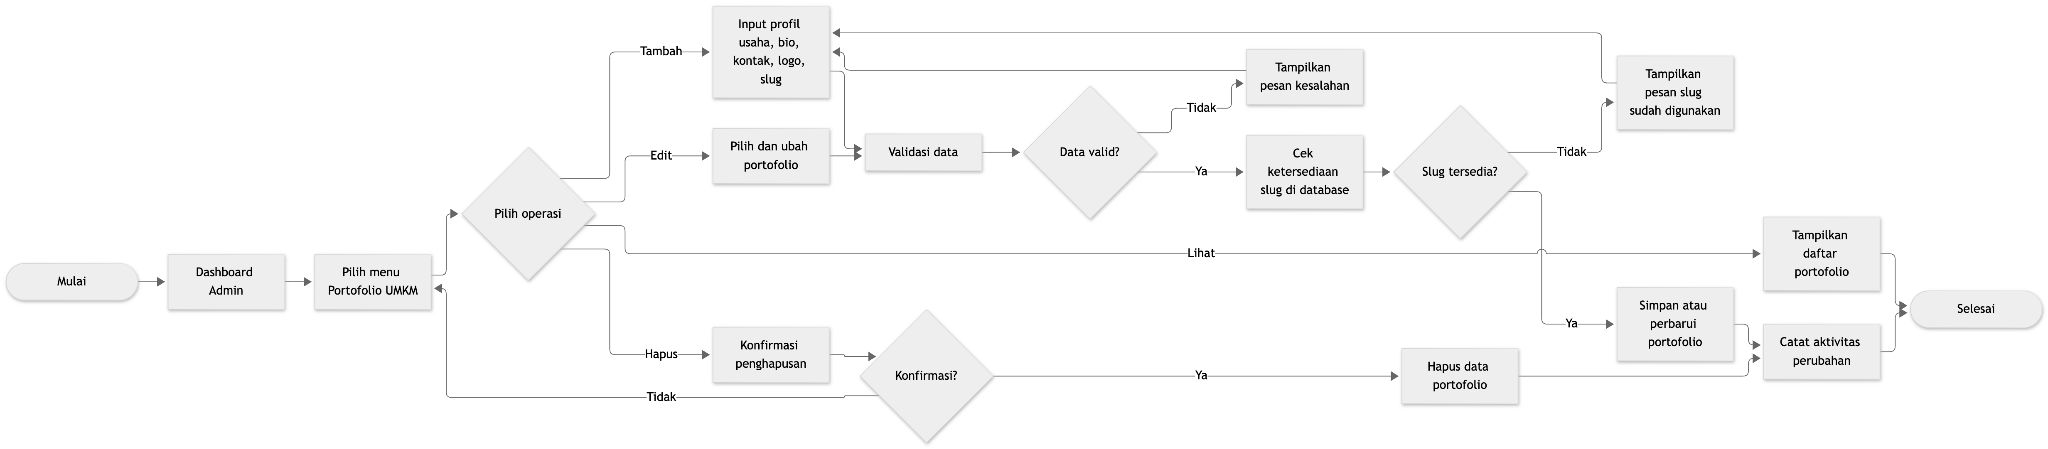 Mulai
Dashboard
Admin
Pilih menu
Portofolio UMKM
Pilih operasi
Tambah
Input profil
usaha, bio,
kontak, logo,
slug
Edit
Pilih dan ubah
portofolio
Validasi data
Data valid?
Tidak
Tampilkan
pesan kesalahan
Ya
Cek
ketersediaan
slug di database
Slug tersedia?
Tidak
Tampilkan
pesan slug
sudah digunakan
Lihat
Tampilkan
daftar
portofolio
Ya
Simpan atau
perbarui
portofolio
Hapus
Konfirmasi
penghapusan
Konfirmasi?
Tidak
Ya
Hapus data
portofolio
Catat aktivitas
perubahan
Selesai